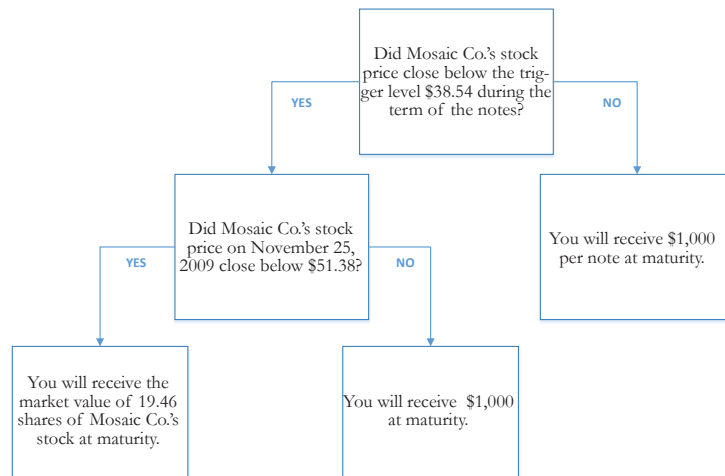 Did Mosaic Co.'s stock
price close below the trig-
ger level $38.54 during the
term of the notes?
YES
NO
Did Mosaic Co.'s stock
price on November 25,
2009 close below $51.38?
You will receive $1,000
per note at maturity.
YES
NO
You will receive the
market value of 19.46
shares of Mosaic Co.'s
stock at maturity.
You will receive $1,000
at maturity.